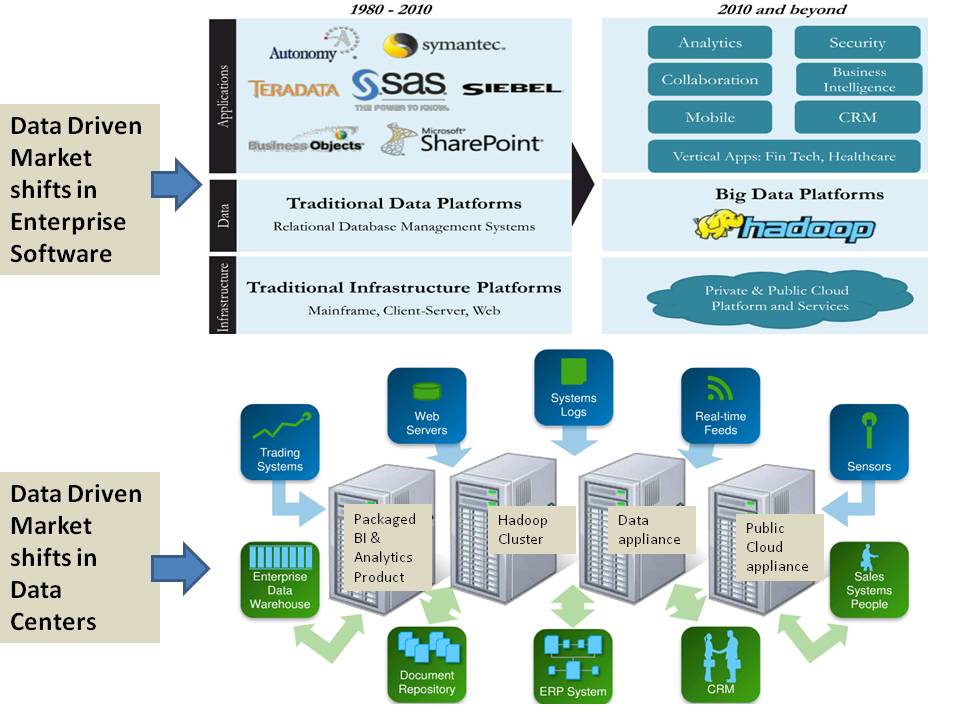 1980 - 2010
2010 and beyond
Data Driven
Market
shifts in
Enterprise
Software
Applications
Autonomy
symantec.
TERADATA
sas
THE POWER TO KNOW.
SIEBEL
Business Objects
Microsoft®
SharePoint
Analytics
Security
Collaboration
Business
Intelligence
Mobile
CRM
Vertical Apps: Fin Tech, Healthcare
Data
Traditional Data Platforms
Relational Database Management Systems
Big Data Platforms
hadoop
Infrastructure
Traditional Infrastructure Platforms
Mainframe, Client-Server, Web
Private & Public Cloud
Platform and Services
Data Driven
Market
shifts in
Data
Centers
Trading
Systems
Web
Servers
Systems
Logs
Real-time
Feeds
Sensors
Packaged
BI &
Analytics
Product
Hadoop
Cluster
Data
appliance
Public
Cloud
appliance
Enterprise
Data
Warehouse
Document
Repository
ERP System
CRM
Sales
Systems
People